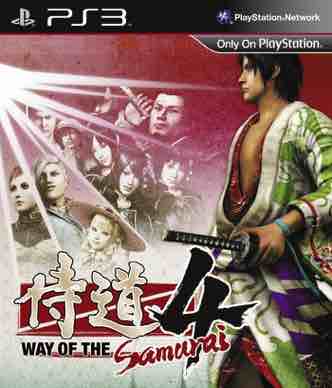 PS3
PlayStation®Network
Only On PlayStation®
侍道4
WAY OF THE Samurai